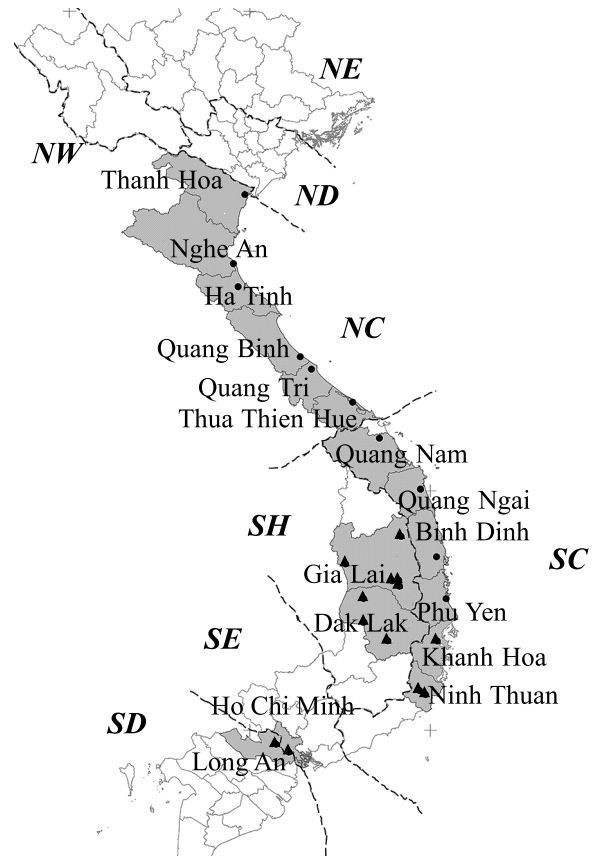 NE
NW
Thanh Hoa
ND
Nghe An
Ha Tinh
NC
Quang Binh
Quang Tri
Thua Thien Hue
Quang Nam
Quang Ngai
SH
Binh Dinh
SC
Gia Lai
Phu Yen
Dak Lak
SE
Khanh Hoa
Ninh Thuan
Ho Chi Minh
SD
Long An